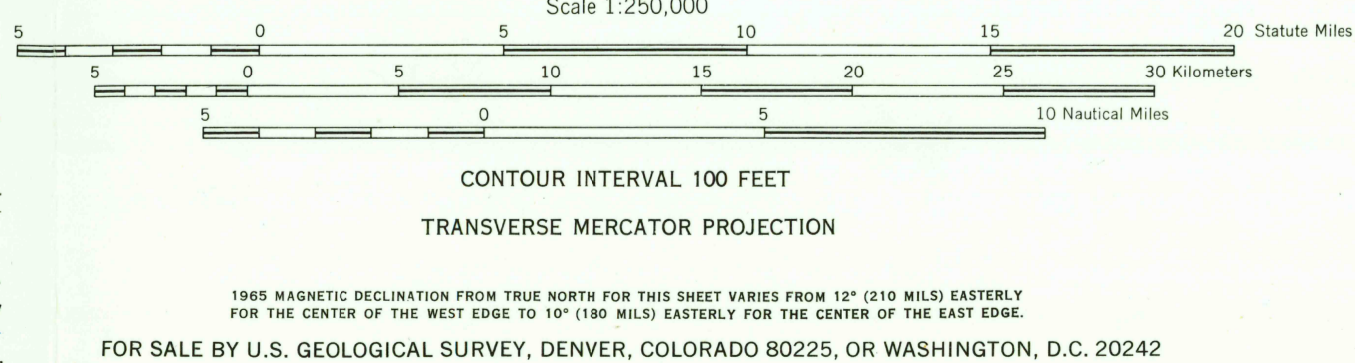 Scale 1:250,000
5 0 5 10 15 20 Statute Miles
5 0 5 10 15 20 25 30 Kilometers
5 0 5 10 Nautical Miles
CONTOUR INTERVAL 100 FEET
TRANSVERSE MERCATOR PROJECTION
1965 MAGNETIC DECLINATION FROM TRUE NORTH FOR THIS SHEET VARIES FROM 12° (210 MILS) EASTERLY
FOR THE CENTER OF THE WEST EDGE TO 10° (180 MILS) EASTERLY FOR THE CENTER OF THE EAST EDGE.
FOR SALE BY U.S. GEOLOGICAL SURVEY, DENVER, COLORADO 80225, OR WASHINGTON, D.C. 20242